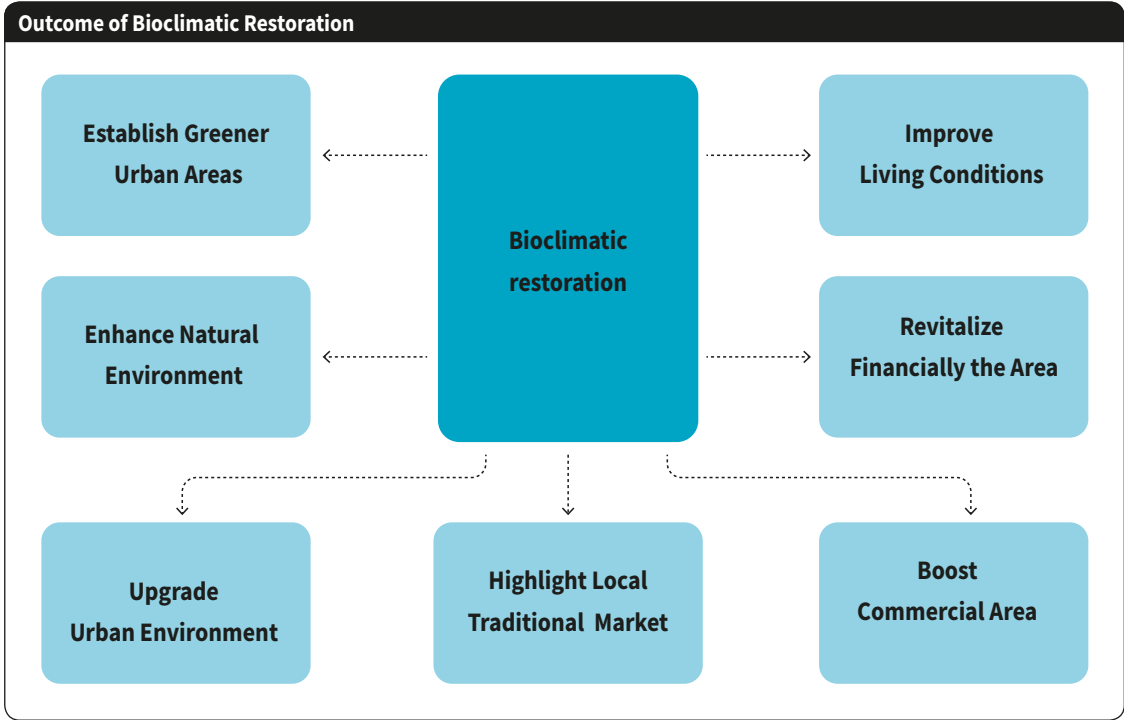 Outcome of Bioclimatic Restoration
Establish Greener
Urban Areas
Bioclimatic
restoration
Improve
Living Conditions
Enhance Natural
Environment
Revitalize
Financially the Area
Upgrade
Urban Environment
Highlight Local
Traditional Market
Boost
Commercial Area